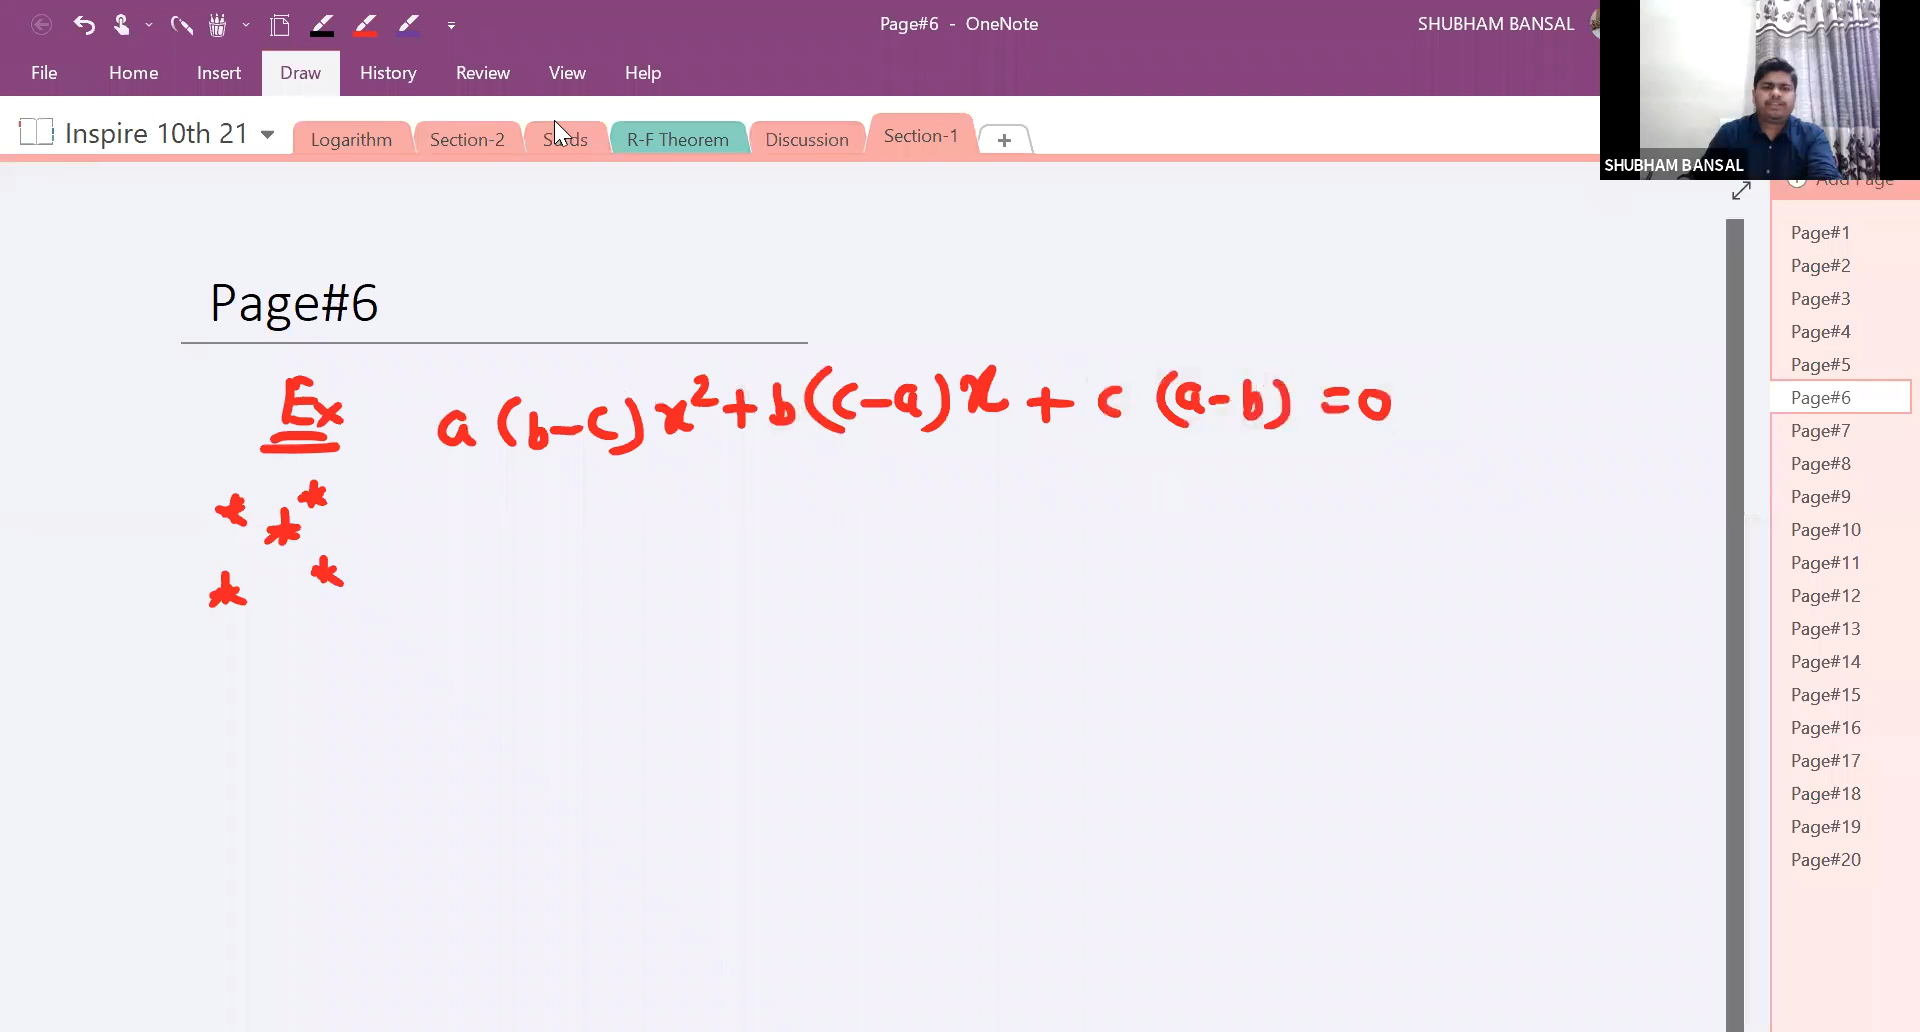 Page#6 - OneNote
SHUBHAM BANSAL
File Home Insert Draw History Review View Help
Inspire 10th 21
Logarithm Section-2 R-F Theorem Discussion Section-1 +
SHUBHAM BANSAL
Add Page
Page#6
Ex a(b-c)x²+b(c-a)x + c (a-b) =0
Page#1
Page#2
Page#3
Page#4
Page#5
Page#6
Page#7
Page#8
Page#9
Page#10
Page#11
Page#12
Page#13
Page#14
Page#15
Page#16
Page#17
Page#18
Page#19
Page#20